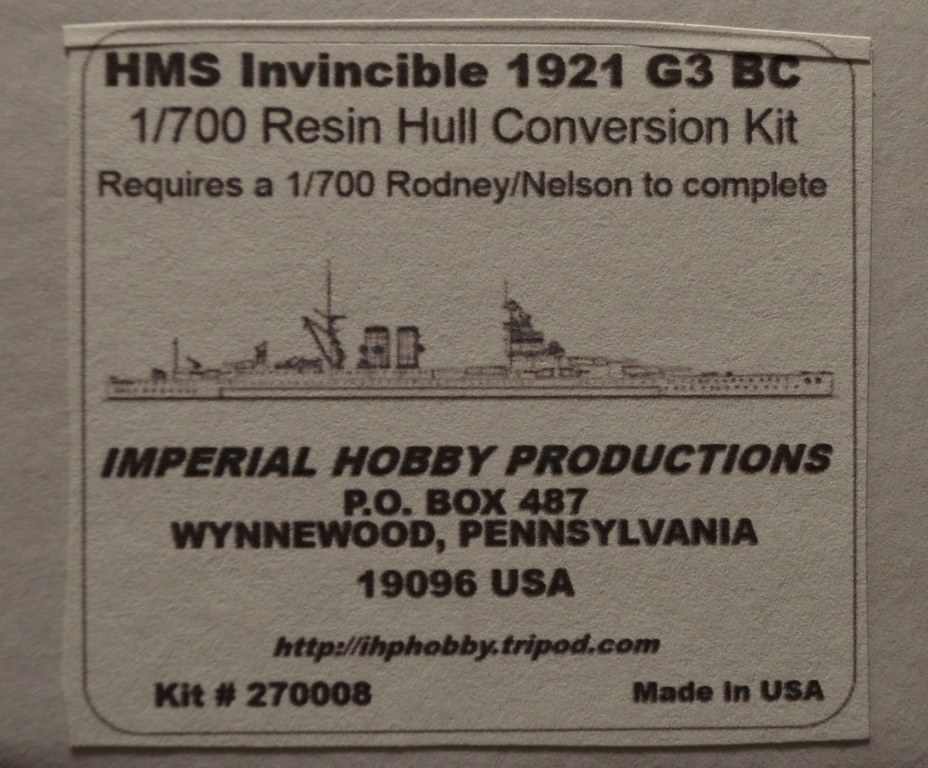 HMS Invincible 1921 G3 BC
1/700 Resin Hull Conversion Kit
Requires a 1/700 Rodney/Nelson to complete
IMPERIAL HOBBY PRODUCTIONS
P.O. BOX 487
WYNNEWOOD, PENNSYLVANIA
19096 USA
http://ihphobby.tripod.com
Kit # 270008 Made in USA